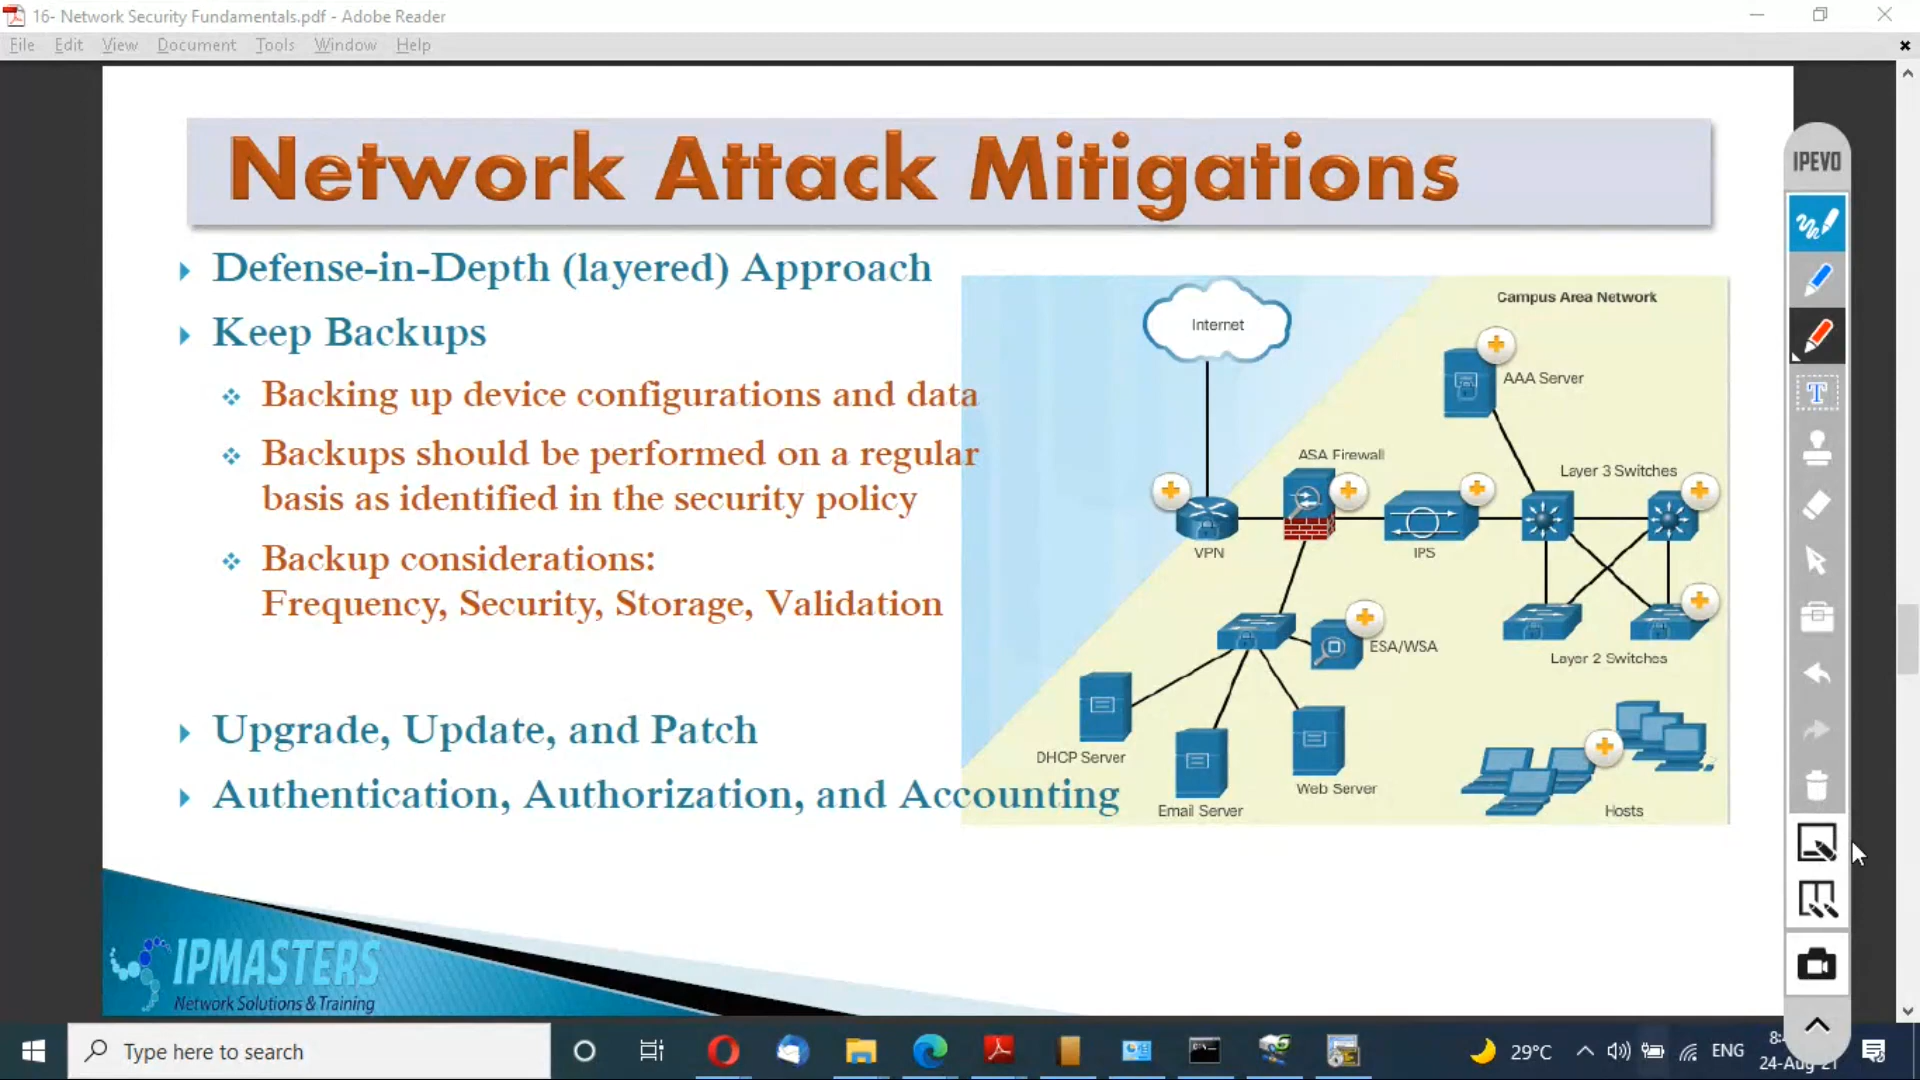 16- Network Security Fundamentals.pdf - Adobe Reader
File Edit View Document Tools Window Help
Network Attack Mitigations
Defense-in-Depth (layered) Approach
Keep Backups
Backing up device configurations and data
Backups should be performed on a regular
basis as identified in the security policy
Backup considerations:
Frequency, Security, Storage, Validation
Upgrade, Update, and Patch
Authentication, Authorization, and Accounting
Campus Area Network
Internet
AAA Server
ASA Firewall
Layer 3 Switches
VPN
IPS
ESA/WSA
Layer 2 Switches
DHCP Server
Web Server
Email Server
Hosts
IPEVO
T
IPMASTERS
Network Solutions & Training
Type here to search
29°C
ENG
24-Aug-21